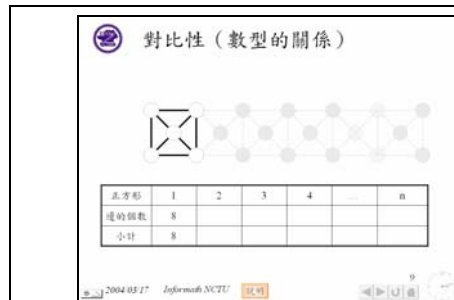 對比性（數型的關係）
正方形 1 2 3 4 … n
邊的個數 8
小計 8
9
2004/05/17 Informath NCTU 說明